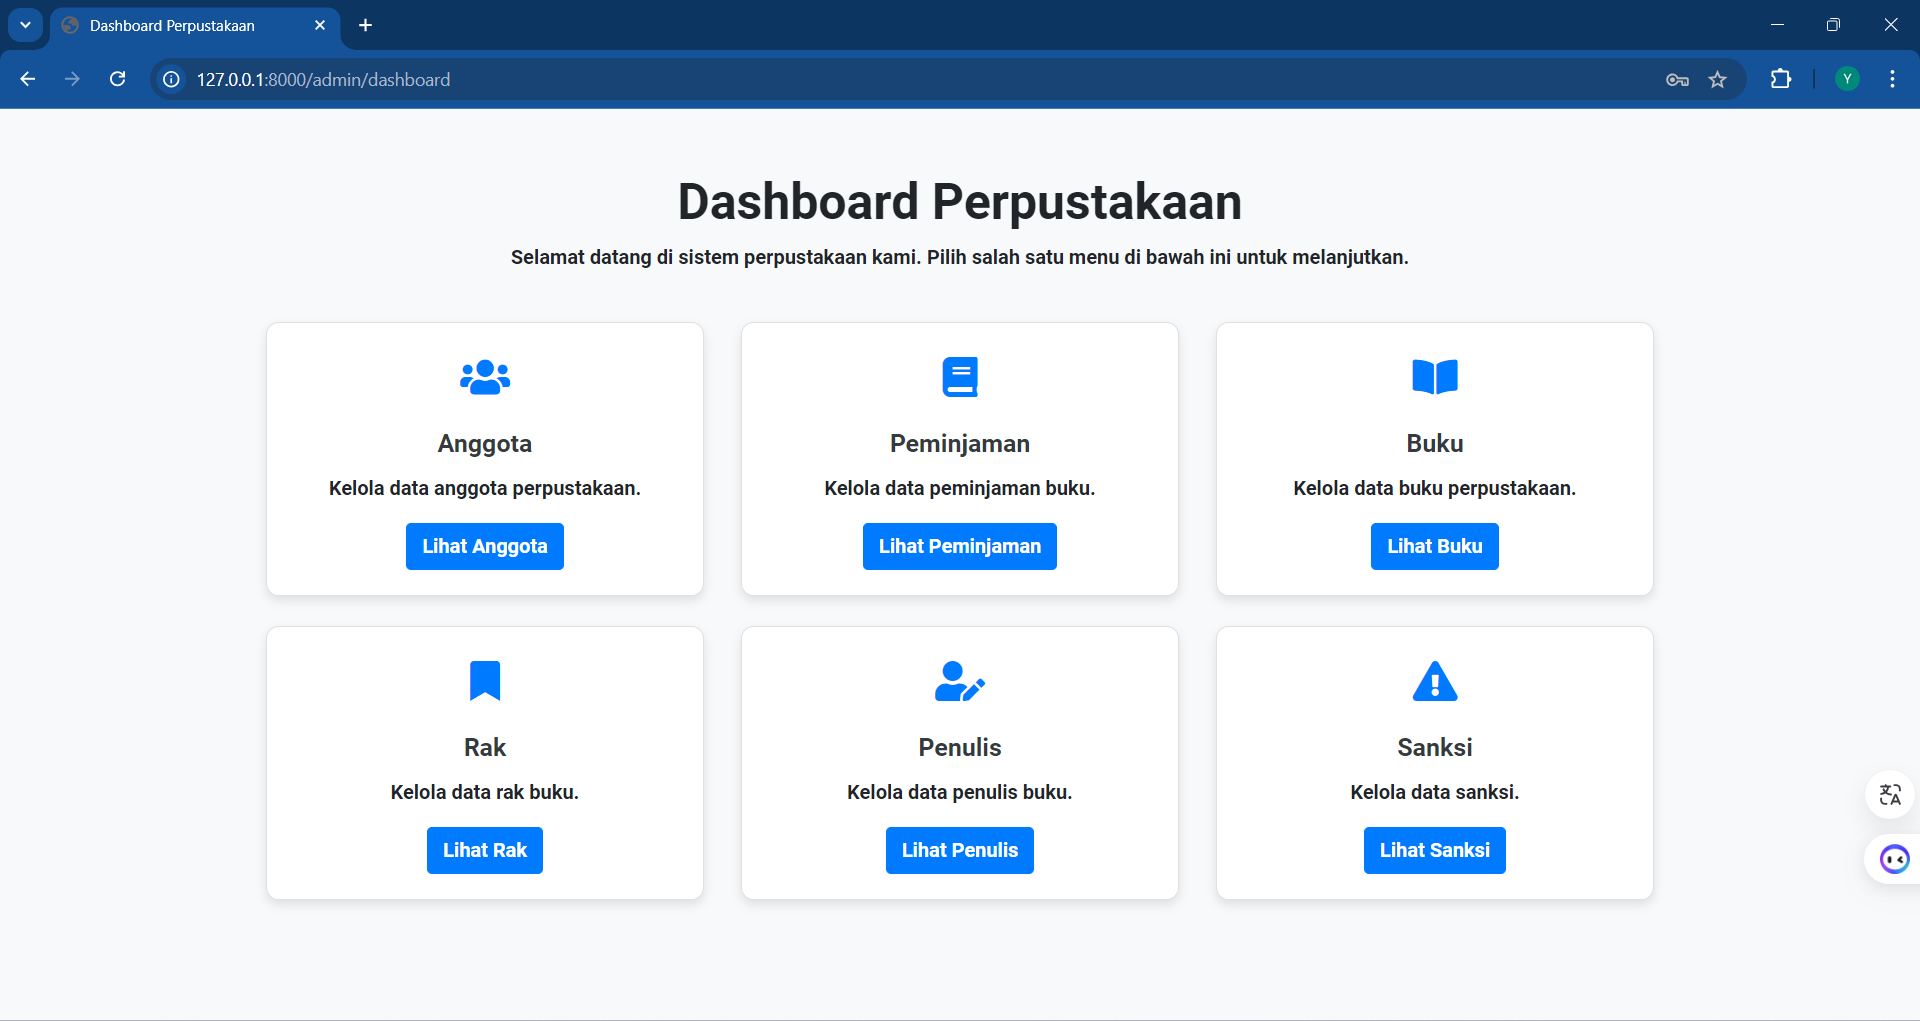 Dashboard Perpustakaan
127.0.0.1:8000/admin/dashboard
Y
Dashboard Perpustakaan
Selamat datang di sistem perpustakaan kami. Pilih salah satu menu di bawah ini untuk melanjutkan.
Anggota
Kelola data anggota perpustakaan.
Lihat Anggota
Peminjaman
Kelola data peminjaman buku.
Lihat Peminjaman
Buku
Kelola data buku perpustakaan.
Lihat Buku
Rak
Kelola data rak buku.
Lihat Rak
Penulis
Kelola data penulis buku.
Lihat Penulis
Sanksi
Kelola data sanksi.
Lihat Sanksi